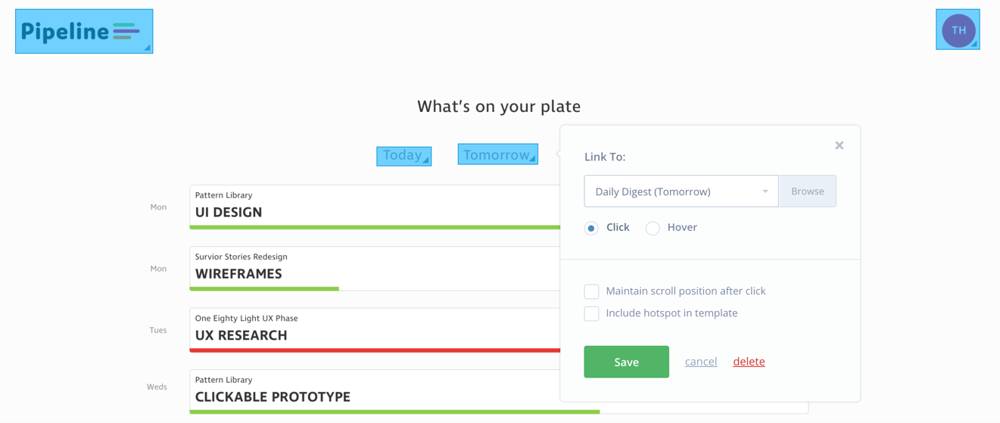 Pipeline
TH
What's on your plate
Today
Tomorrow
Link To:
Daily Digest (Tomorrow)
Browse
Click
Hover
Maintain scroll position after click
Include hotspot in template
Save
cancel
delete
Mon
Pattern Library
UI DESIGN
Mon
Survior Stories Redesign
WIREFRAMES
Tues
One Eighty Light UX Phase
UX RESEARCH
Weds
Pattern Library
CLICKABLE PROTOTYPE